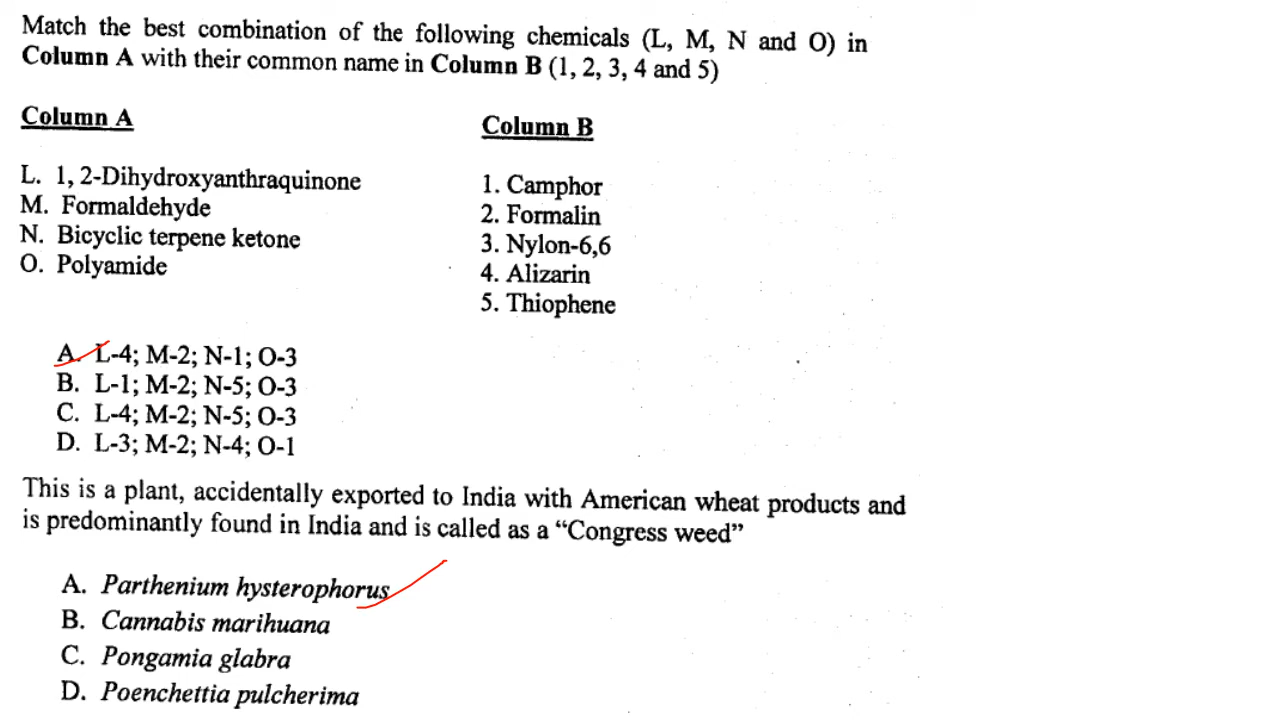 Match the best combination of the following chemicals (L, M, N and O) in
Column A with their common name in Column B (1, 2, 3, 4 and 5)
Column A
Column B
L. 1, 2-Dihydroxyanthraquinone
M. Formaldehyde
N. Bicyclic terpene ketone
O. Polyamide
1. Camphor
2. Formalin
3. Nylon-6,6
4. Alizarin
5. Thiophene
A. L-4; M-2; N-1; O-3
B. L-1; M-2; N-5; O-3
C. L-4; M-2; N-5; O-3
D. L-3; M-2; N-4; O-1
This is a plant, accidentally exported to India with American wheat products and
is predominantly found in India and is called as a “Congress weed”
A. Parthenium hysterophorus
B. Cannabis marihuana
C. Pongamia glabra
D. Poenchettia pulcherima